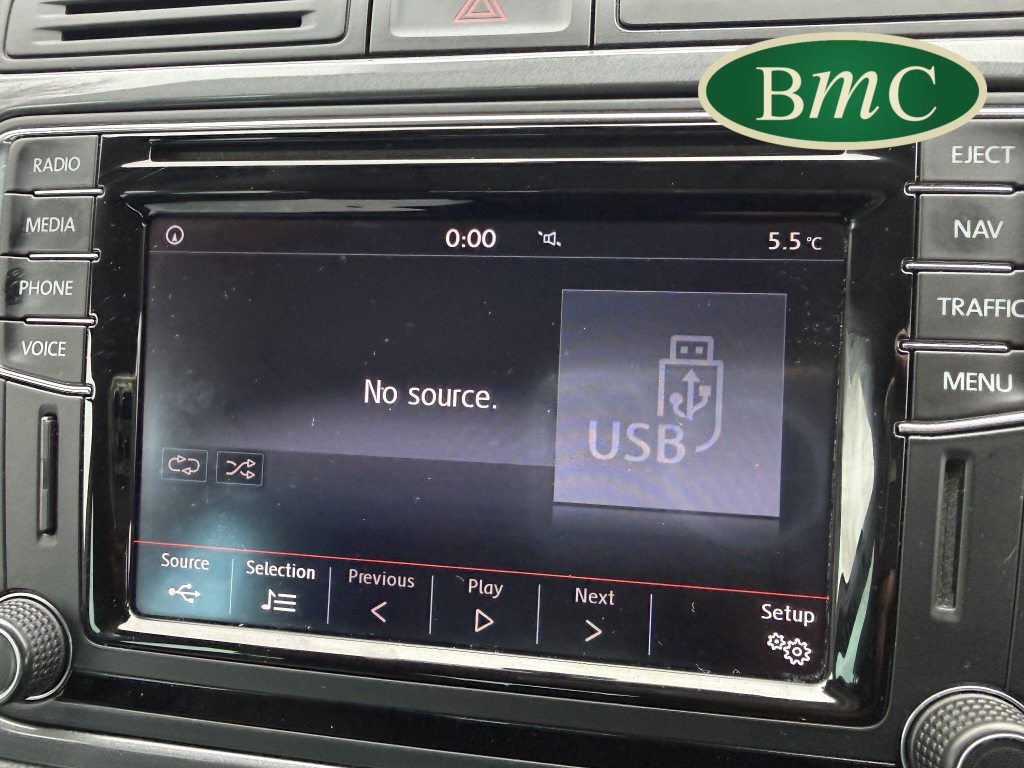 BmC
RADIO
EJECT
MEDIA
NAV
0:00
5.5 °C
PHONE
TRAFFIC
VOICE
MENU
No source.
USB
Source
Selection
Previous
Play
Next
Setup